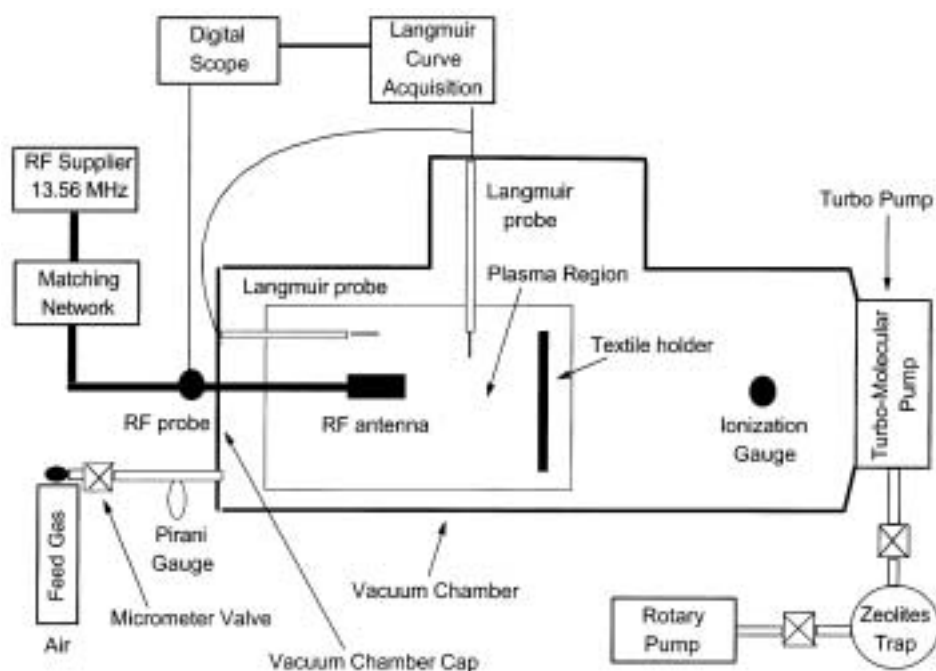 Digital
Scope
Langmuir
Curve
Acquisition
RF Supplier
13.56 MHz
Langmuir
probe
Turbo Pump
Matching
Network
Langmuir probe
Plasma Region
Textile holder
Turbo-Molecular
Pump
RF probe
RF antenna
Ionization
Gauge
Feed Gas
Pirani
Gauge
Vacuum Chamber
Micrometer Valve
Rotary
Pump
Zeolites
Trap
Air
Vacuum Chamber Cap